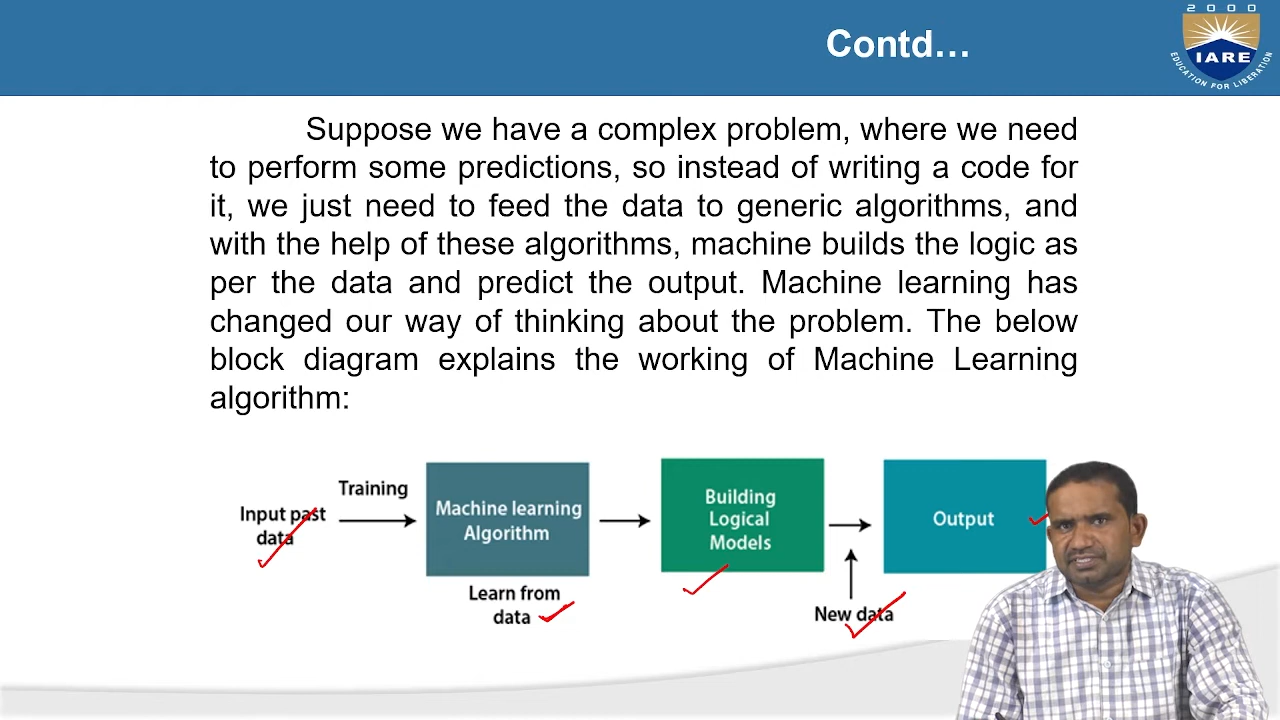 Contd…
2000
IARE
EDUCATION FOR LIBERATION
Suppose we have a complex problem, where we need
to perform some predictions, so instead of writing a code for
it, we just need to feed the data to generic algorithms, and
with the help of these algorithms, machine builds the logic as
per the data and predict the output. Machine learning has
changed our way of thinking about the problem. The below
block diagram explains the working of Machine Learning
algorithm:
Training
Input past
data
Machine learning
Algorithm
Learn from
data
Building
Logical
Models
New data
Output